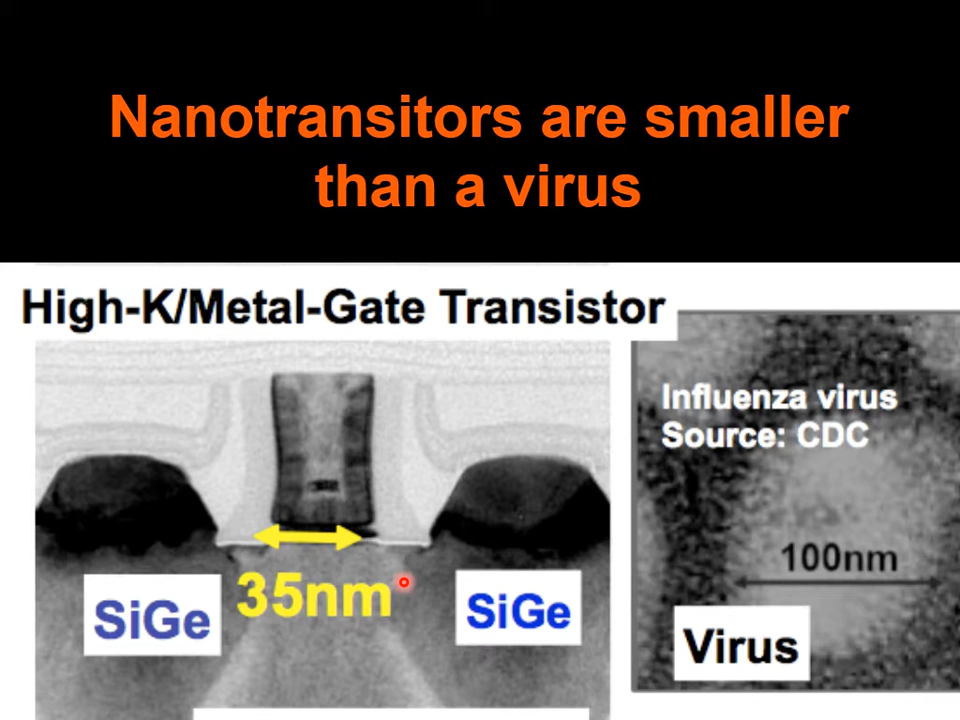 Nanotransitors are smaller
than a virus
High-K/Metal-Gate Transistor
Influenza virus
Source: CDC
100nm
35nm
SiGe
SiGe
Virus